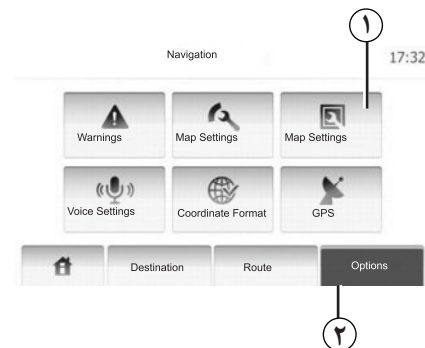 ١
Navigation 17:32
Warnings Map Settings Map Settings
Voice Settings Coordinate Format GPS
Destination Route Options
٢